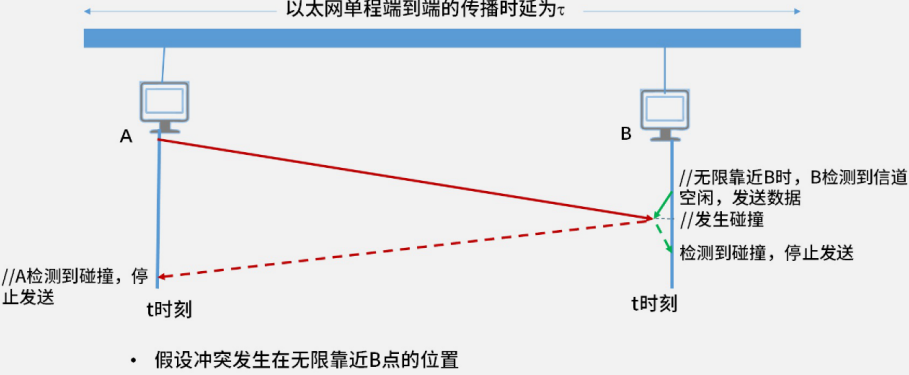 以太网单程端到端的传播时延为τ
A
B
//无限靠近B时，B检测到信道
空闲，发送数据
//发生碰撞
检测到碰撞，停止发送
//A检测到碰撞，停
止发送
t时刻
t时刻
• 假设冲突发生在无限靠近B点的位置